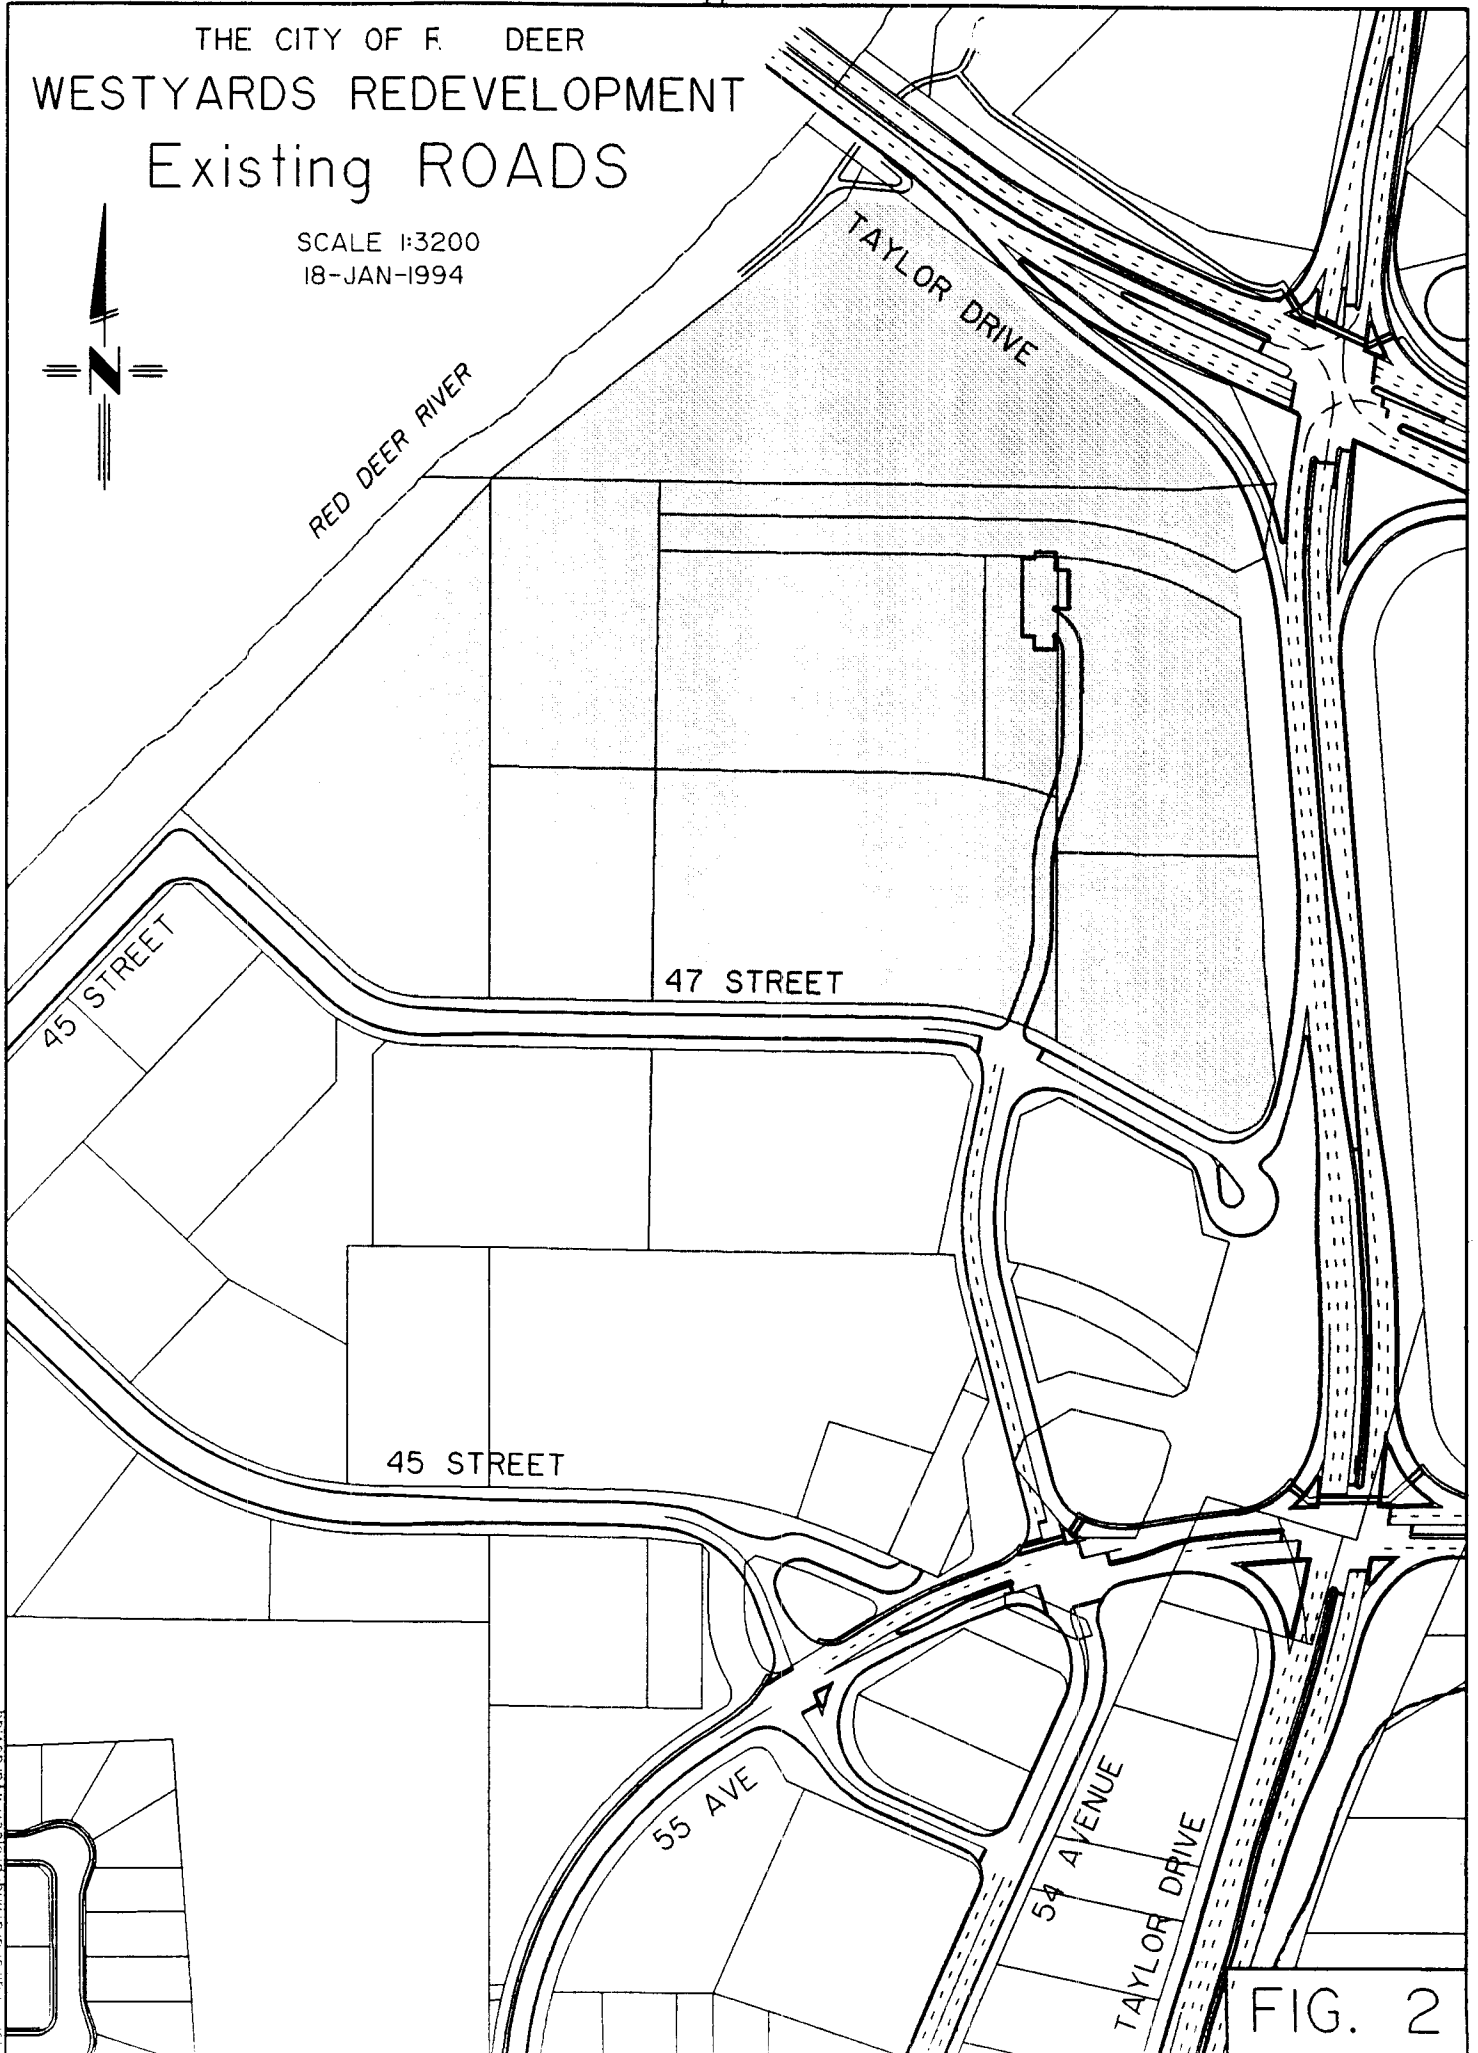 THE CITY OF R DEER
WESTYARDS REDEVELOPMENT
Existing ROADS
SCALE 1:3200
18-JAN-1994
N
TAYLOR DRIVE
RED DEER RIVER
45 STREET
47 STREET
45 STREET
55 AVE
54 AVENUE
TAYLOR DRIVE
FIG. 2